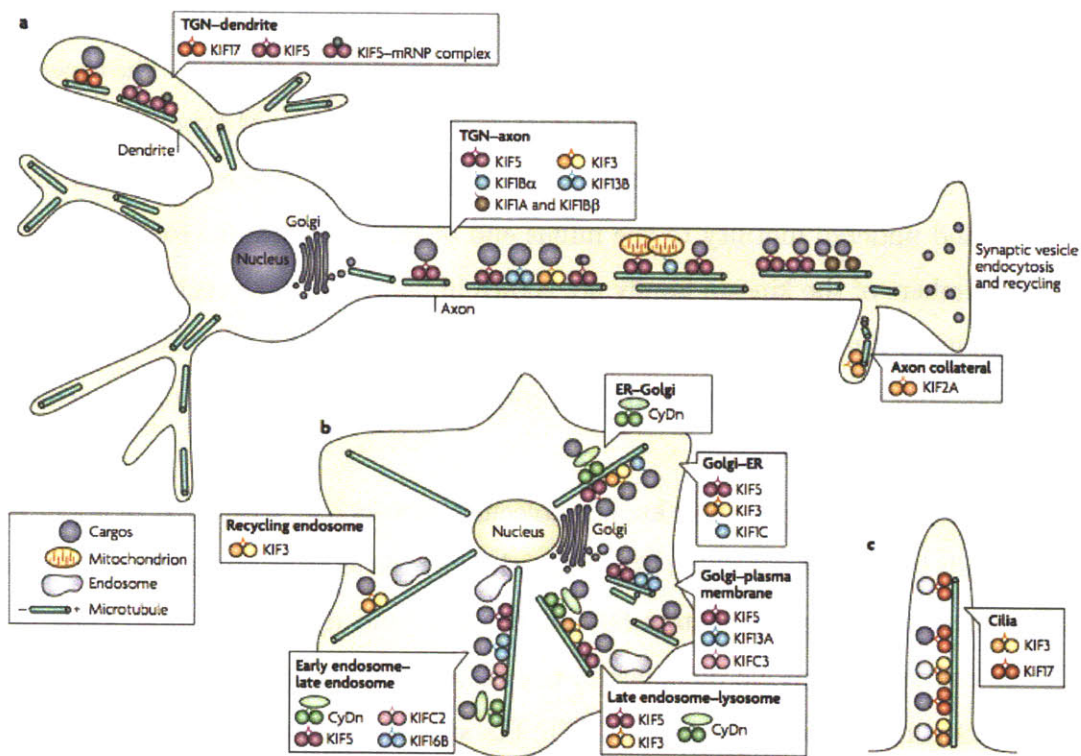 a
TGN–dendrite
KIF17
KIF5
KIF5–mRNP complex
Dendrite
TGN–axon
KIF5
KIF3
KIF1Bα
KIF13B
KIF1A and KIF1Bβ
Golgi
Nucleus
Axon
Synaptic vesicle
endocytosis
and recycling
Axon collateral
KIF2A
b
ER–Golgi
CyDn
Golgi–ER
KIF5
KIF3
KIF1C
Nucleus
Golgi
Recycling endosome
KIF3
Golgi–plasma
membrane
KIF5
KIF13A
KIFC3
Early endosome–
late endosome
CyDn
KIFC2
KIF5
KIF16B
Late endosome–lysosome
KIF5
CyDn
KIF3
Cargos
Mitochondrion
Endosome
– + Microtubule
c
Cilia
KIF3
KIF17